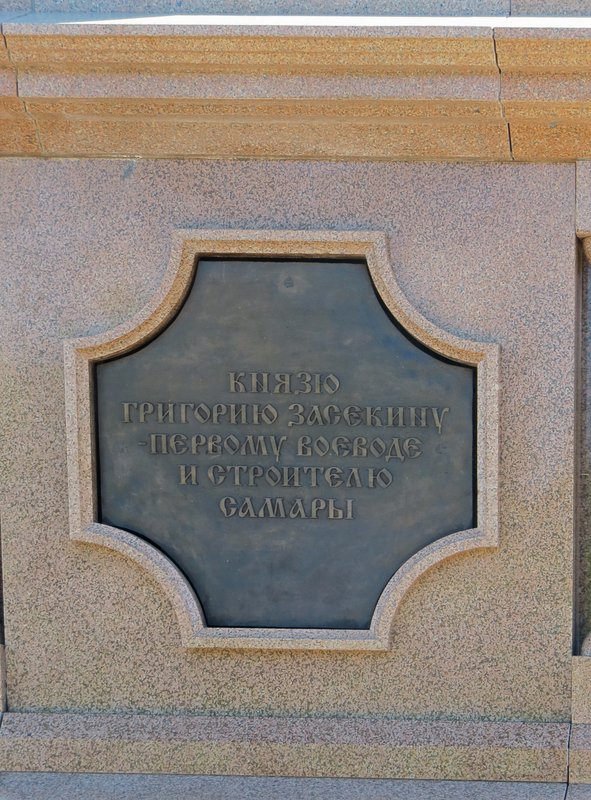 КНЯЗЮ
ГРИГОРИЮ ЗАСЕКИНУ
-ПЕРВОМУ ВОЕВОДЕ -
И СТРОИТЕЛЮ
САМАРЫ